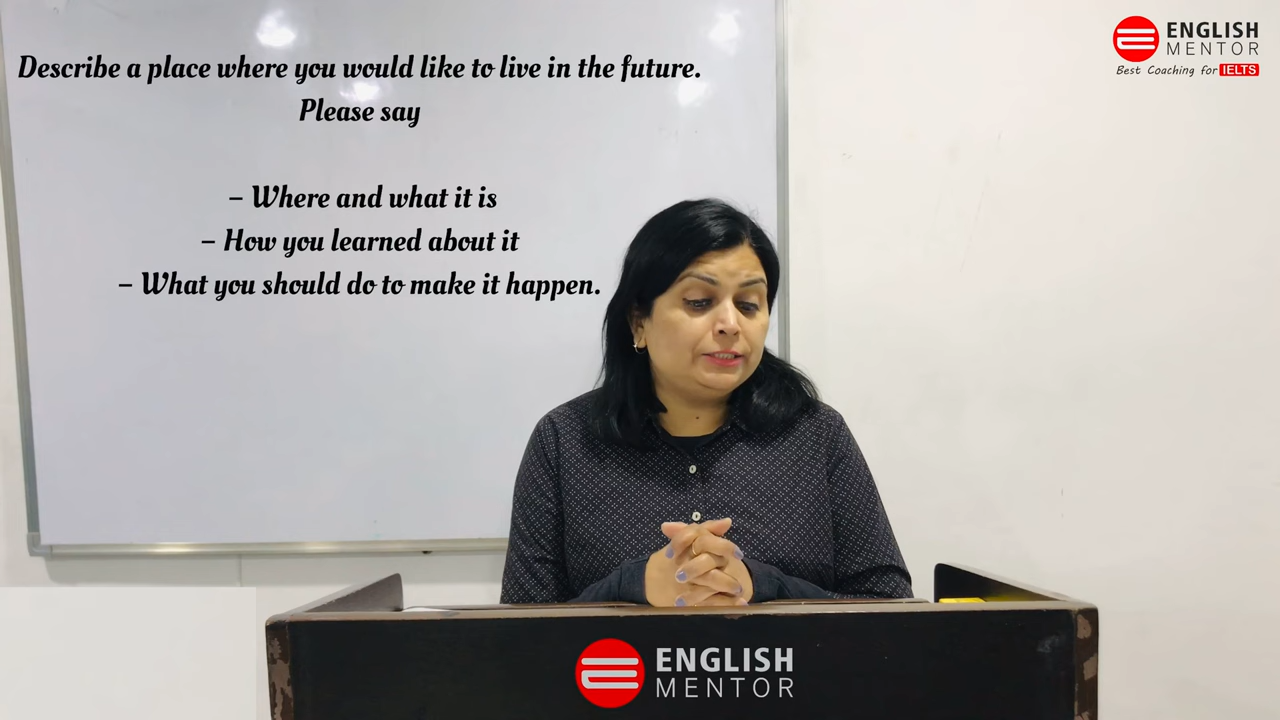 Describe a place where you would like to live in the future.
Please say
– Where and what it is
– How you learned about it
– What you should do to make it happen.
ENGLISH
MENTOR
Best Coaching for IELTS
ENGLISH
MENTOR